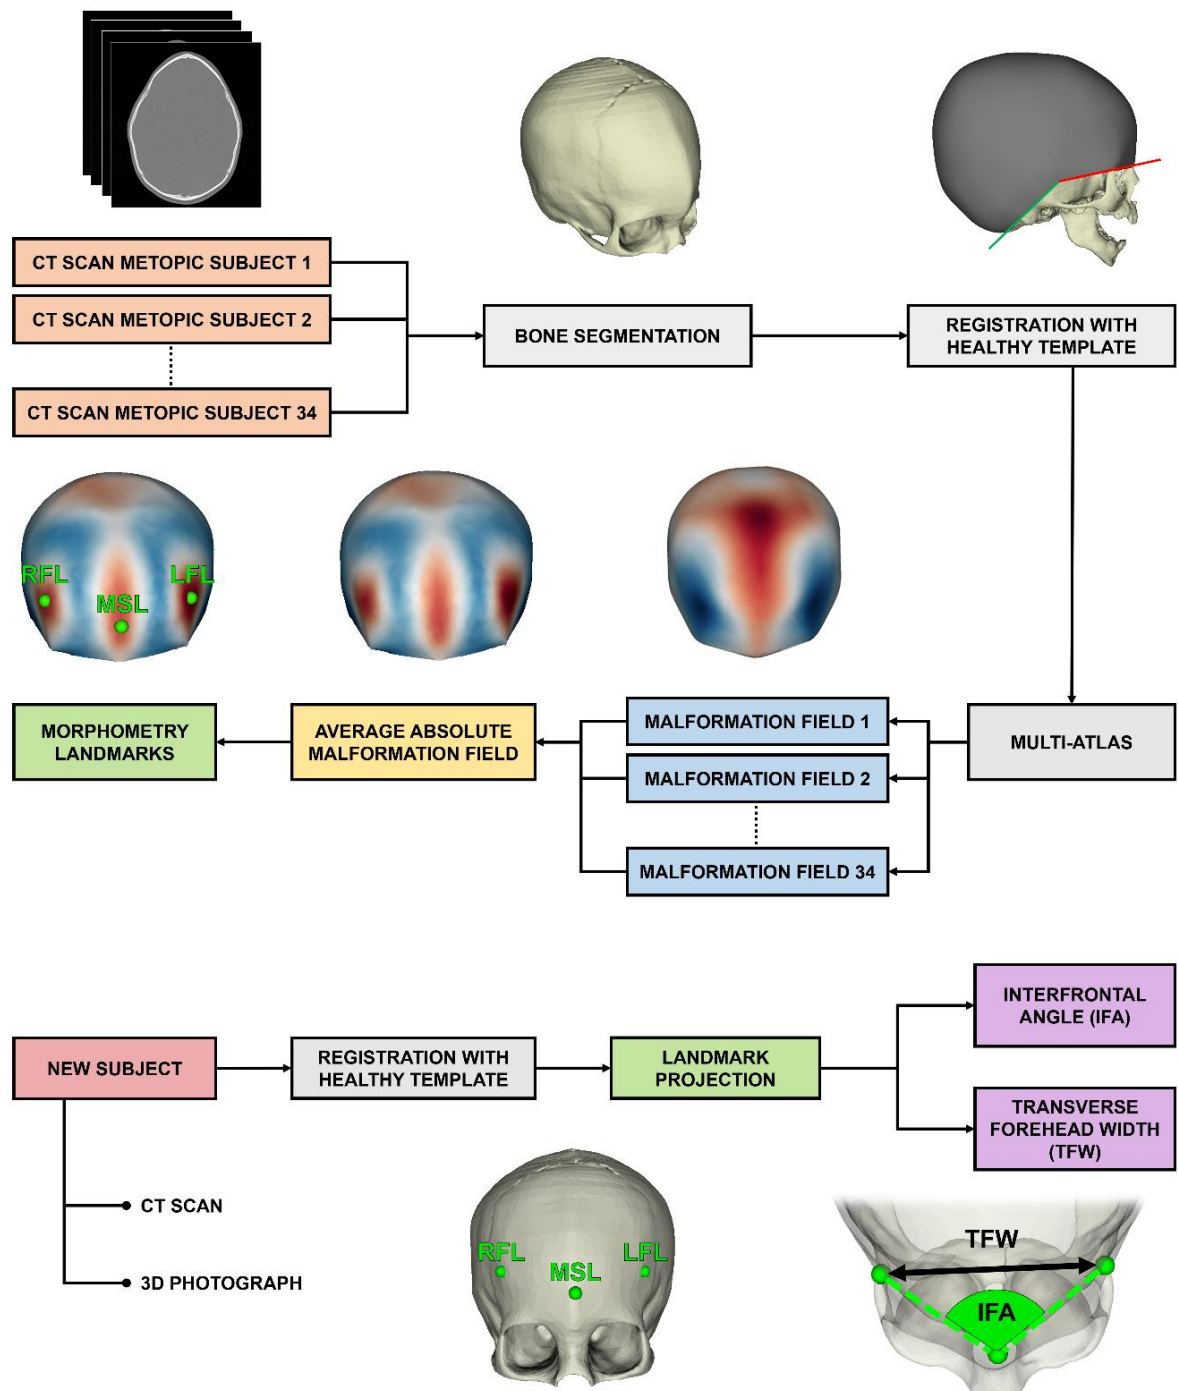 CT SCAN METOPIC SUBJECT 1
CT SCAN METOPIC SUBJECT 2
CT SCAN METOPIC SUBJECT 34
BONE SEGMENTATION
REGISTRATION WITH
HEALTHY TEMPLATE
RFL
LFL
MSL
MORPHOMETRY
LANDMARKS
AVERAGE ABSOLUTE
MALFORMATION FIELD
MALFORMATION FIELD 1
MALFORMATION FIELD 2
MALFORMATION FIELD 34
MULTI-ATLAS
NEW SUBJECT
REGISTRATION WITH
HEALTHY TEMPLATE
LANDMARK
PROJECTION
INTERFRONTAL
ANGLE (IFA)
TRANSVERSE
FOREHEAD WIDTH
(TFW)
CT SCAN
3D PHOTOGRAPH
RFL
LFL
MSL
TFW
IFA